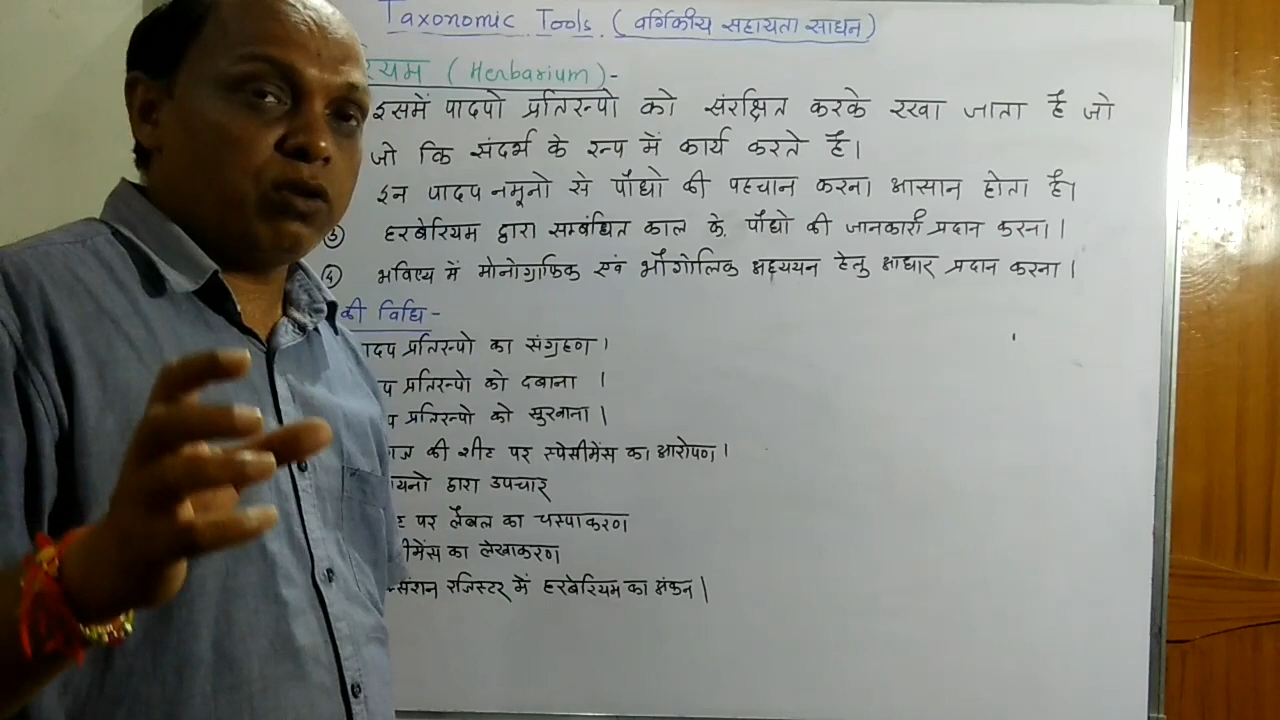 Taxonomic Tools (वर्गिकीय सहायता साधन)
रियम (Herbarium)-
इसमें पादपो प्रतिरुपो को संरक्षित करके रखा जाता है जो
जो कि संदर्भ के रुप में कार्य करते है।
इन पादप नमूनो से पौधो की पहचान करना आसान होता है।
③ हरबेरियम द्वारा सम्बंधित काल के पौधो की जानकारी प्रदान करना।
④ भविष्य में मोनोग्राफिक एवं भौगोलिक अध्ययन हेतु आधार प्रदान करना।
की विधि-
ादप प्रतिरुपो का संग्रहण।
प प्रतिरुपो को दबाना ।
प प्रतिरुपो को सुखाना।
गज की शीट पर स्पेसीमेंस का आरोपण।
ायनो द्वारा उपचार
ट पर लैबल का चस्पाकरण
ीमेंस का लेखाकरण
सेशन रजिस्टर में हरबेरियम का अंकन।